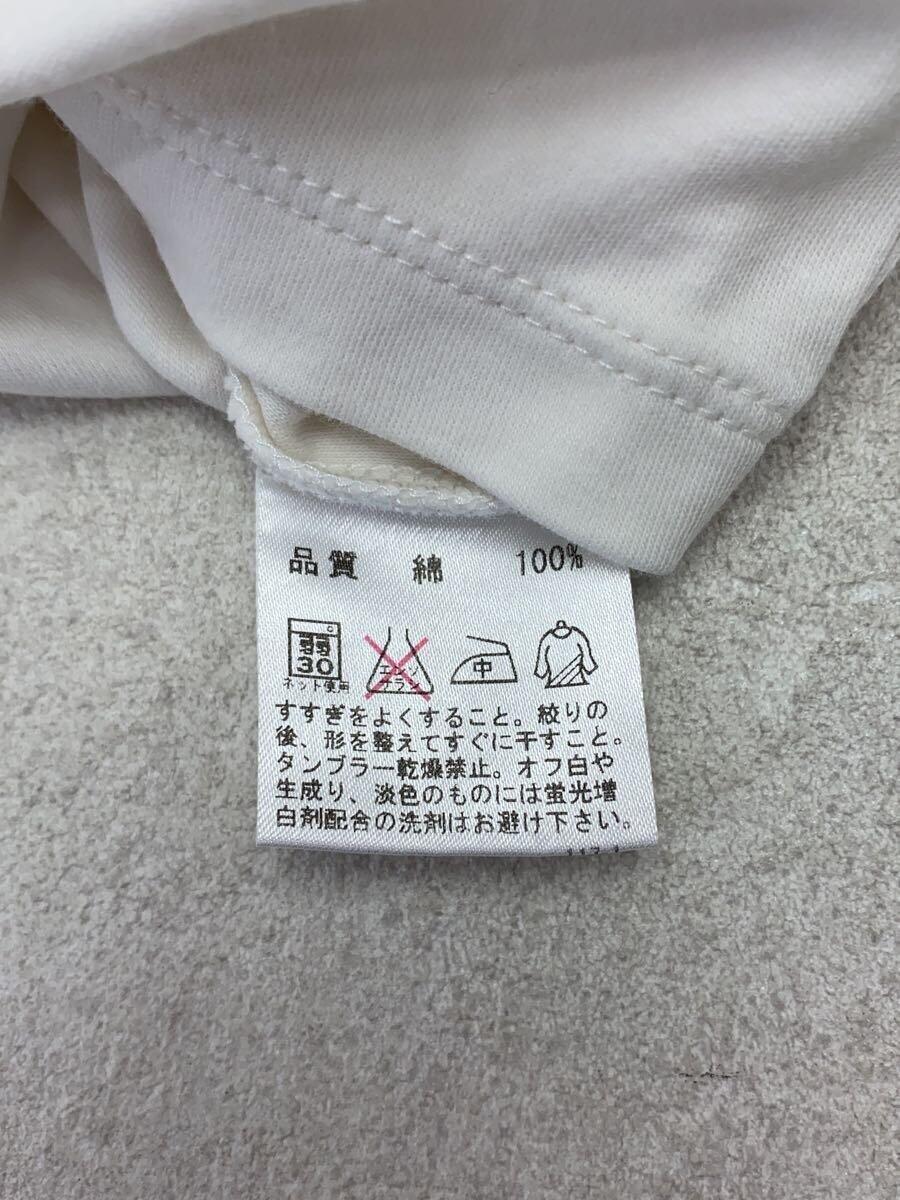 品質 綿 100%
弱
30
ネット使用
エンソ
サラシ
中
すすぎをよくすること。絞りの
後、形を整えてすぐに干すこと。
タンブラー乾燥禁止。オフ白や
生成り、淡色のものには蛍光増
白剤配合の洗剤はお避け下さい。